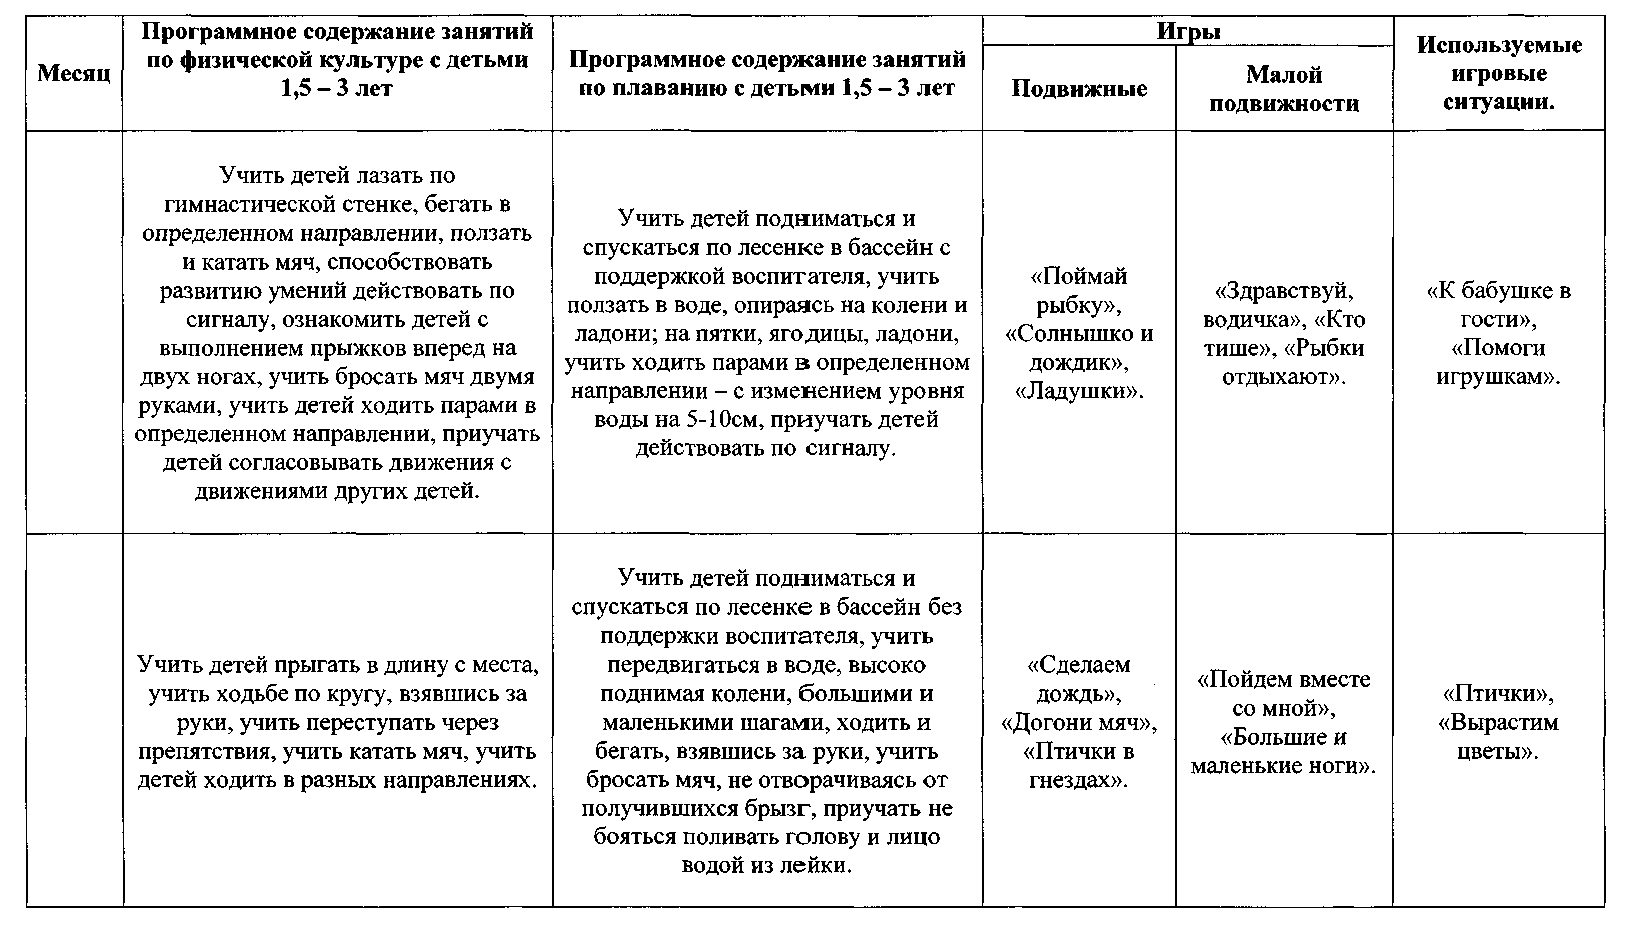 Месяц
Программное содержание занятий
по физической культуре с детьми
1,5 – 3 лет
Программное содержание занятий
по плаванию с детьми 1,5 – 3 лет
Игры
Подвижные
Малой
подвижности
Используемые
игровые
ситуации.
Учить детей лазать по
гимнастической стенке, бегать в
определенном направлении, ползать
и катать мяч, способствовать
развитию умений действовать по
сигналу, ознакомить детей с
выполнением прыжков вперед на
двух ногах, учить бросать мяч двумя
руками, учить детей ходить парами в
определенном направлении, приучать
детей согласовывать движения с
движениями других детей.
Учить детей подниматься и
спускаться по лесенке в бассейн с
поддержкой воспитателя, учить
ползать в воде, опираясь на колени и
ладони; на пятки, ягодицы, ладони,
учить ходить парами в определенном
направлении – с изменением уровня
воды на 5-10см, приучать детей
действовать по сигналу.
«Поймай
рыбку»,
«Солнышко и
дождик»,
«Ладушки».
«Здравствуй,
водичка», «Кто
тише», «Рыбки
отдыхают».
«К бабушке в
гости»,
«Помоги
игрушкам».
Учить детей прыгать в длину с места,
учить ходьбе по кругу, взявшись за
руки, учить переступать через
препятствия, учить катать мяч, учить
детей ходить в разных направлениях.
Учить детей подниматься и
спускаться по лесенке в бассейн без
поддержки воспитателя, учить
передвигаться в воде, высоко
поднимая колени, большими и
маленькими шагами, ходить и
бегать, взявшись за руки, учить
бросать мяч, не отворачиваясь от
получившихся брызг, приучать не
бояться поливать голову и лицо
водой из лейки.
«Сделаем
дождь»,
«Догони мяч»,
«Птички в
гнездах».
«Пойдем вместе
со мной»,
«Большие и
маленькие ноги».
«Птички»,
«Вырастим
цветы».